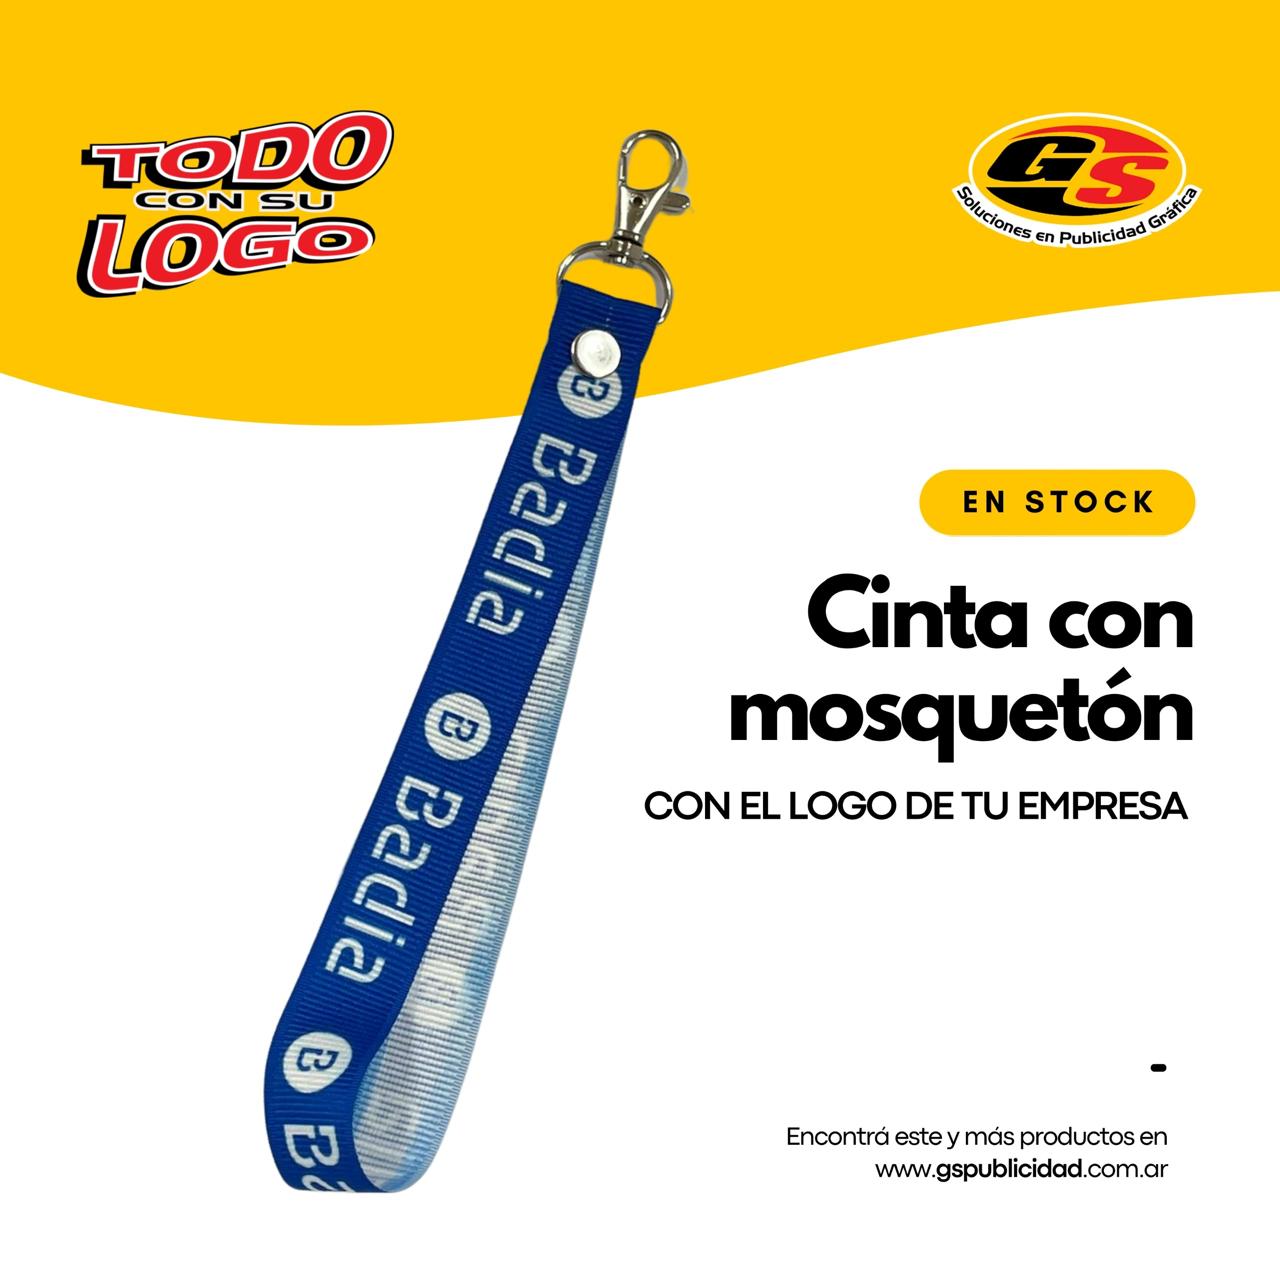 TODO
CON SU
LOGO
GS
Soluciones en Publicidad Gráfica
B
Badia
B
Badia
B
Ba
EN STOCK
Cinta con
mosquetón
CON EL LOGO DE TU EMPRESA
-
Encontrá este y más productos en
www.gspublicidad.com.ar